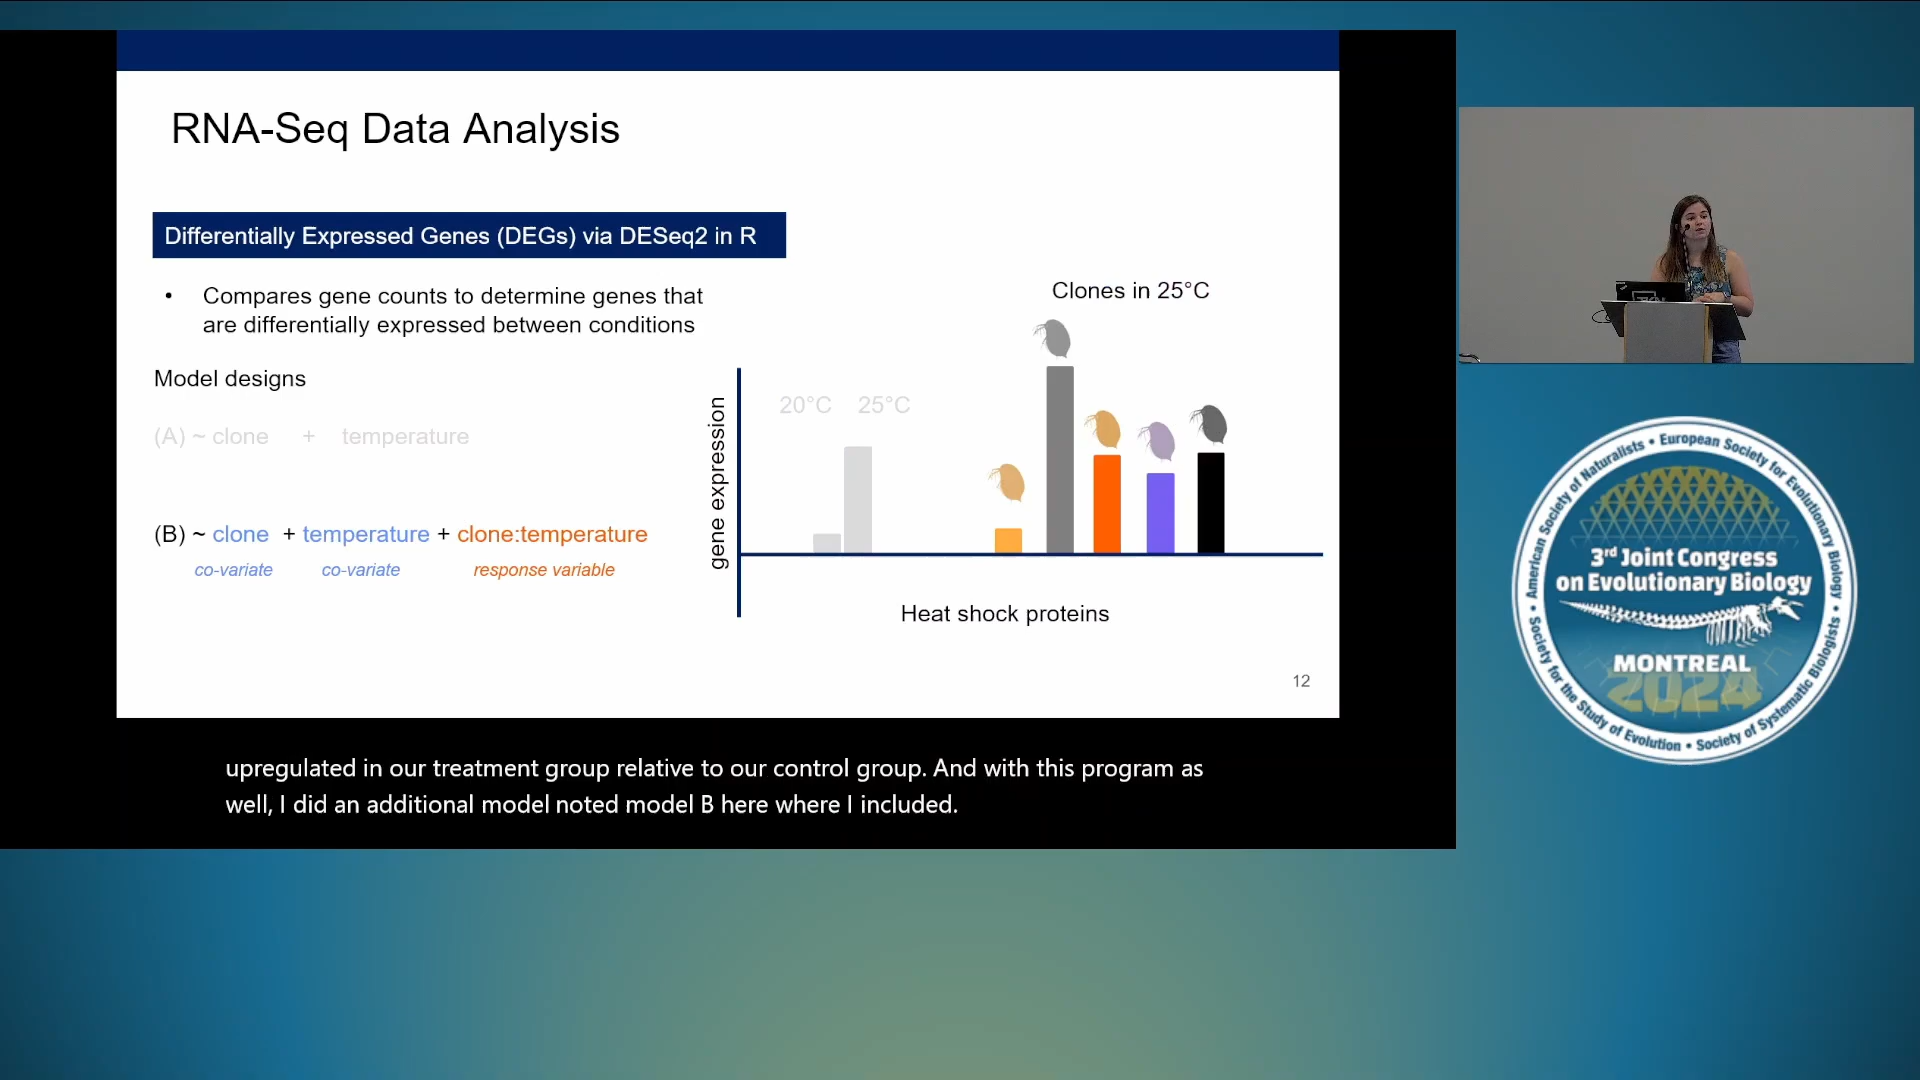 RNA-Seq Data Analysis
Differentially Expressed Genes (DEGs) via DESeq2 in R
• Compares gene counts to determine genes that
are differentially expressed between conditions
Model designs
(A) ~ clone + temperature
(B) ~ clone + temperature + clone:temperature
co-variate co-variate response variable
Clones in 25°C
20°C 25°C
gene expression
Heat shock proteins
12
upregulated in our treatment group relative to our control group. And with this program as
well, I did an additional model noted model B here where I included.
American Society of Naturalists • European Society for Evolutionary Biology •
Society for the Study of Evolution • Society of Systematic Biologists •
3rd Joint Congress
on Evolutionary Biology
MONTREAL
2024